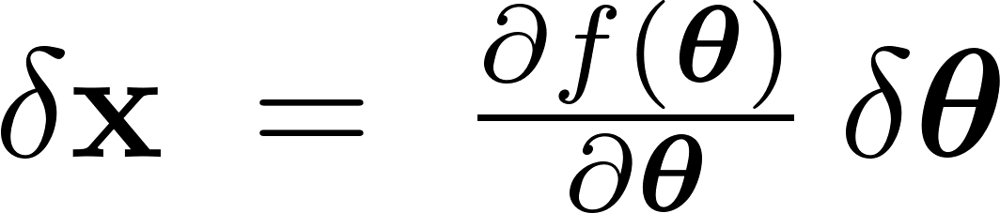 δ𝐱 = ∂f(𝜽)/∂𝜽 δ𝜽